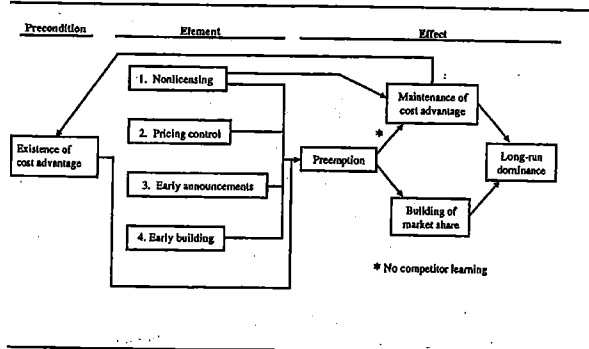 Precondition Element Effect
1. Nonlicensing
Maintenance of
cost advantage
2. Pricing control
*
Existence of
cost advantage
Preemption
Long-run
dominance
3. Early announcements
Building of
market share
4. Early building
* No competitor learning